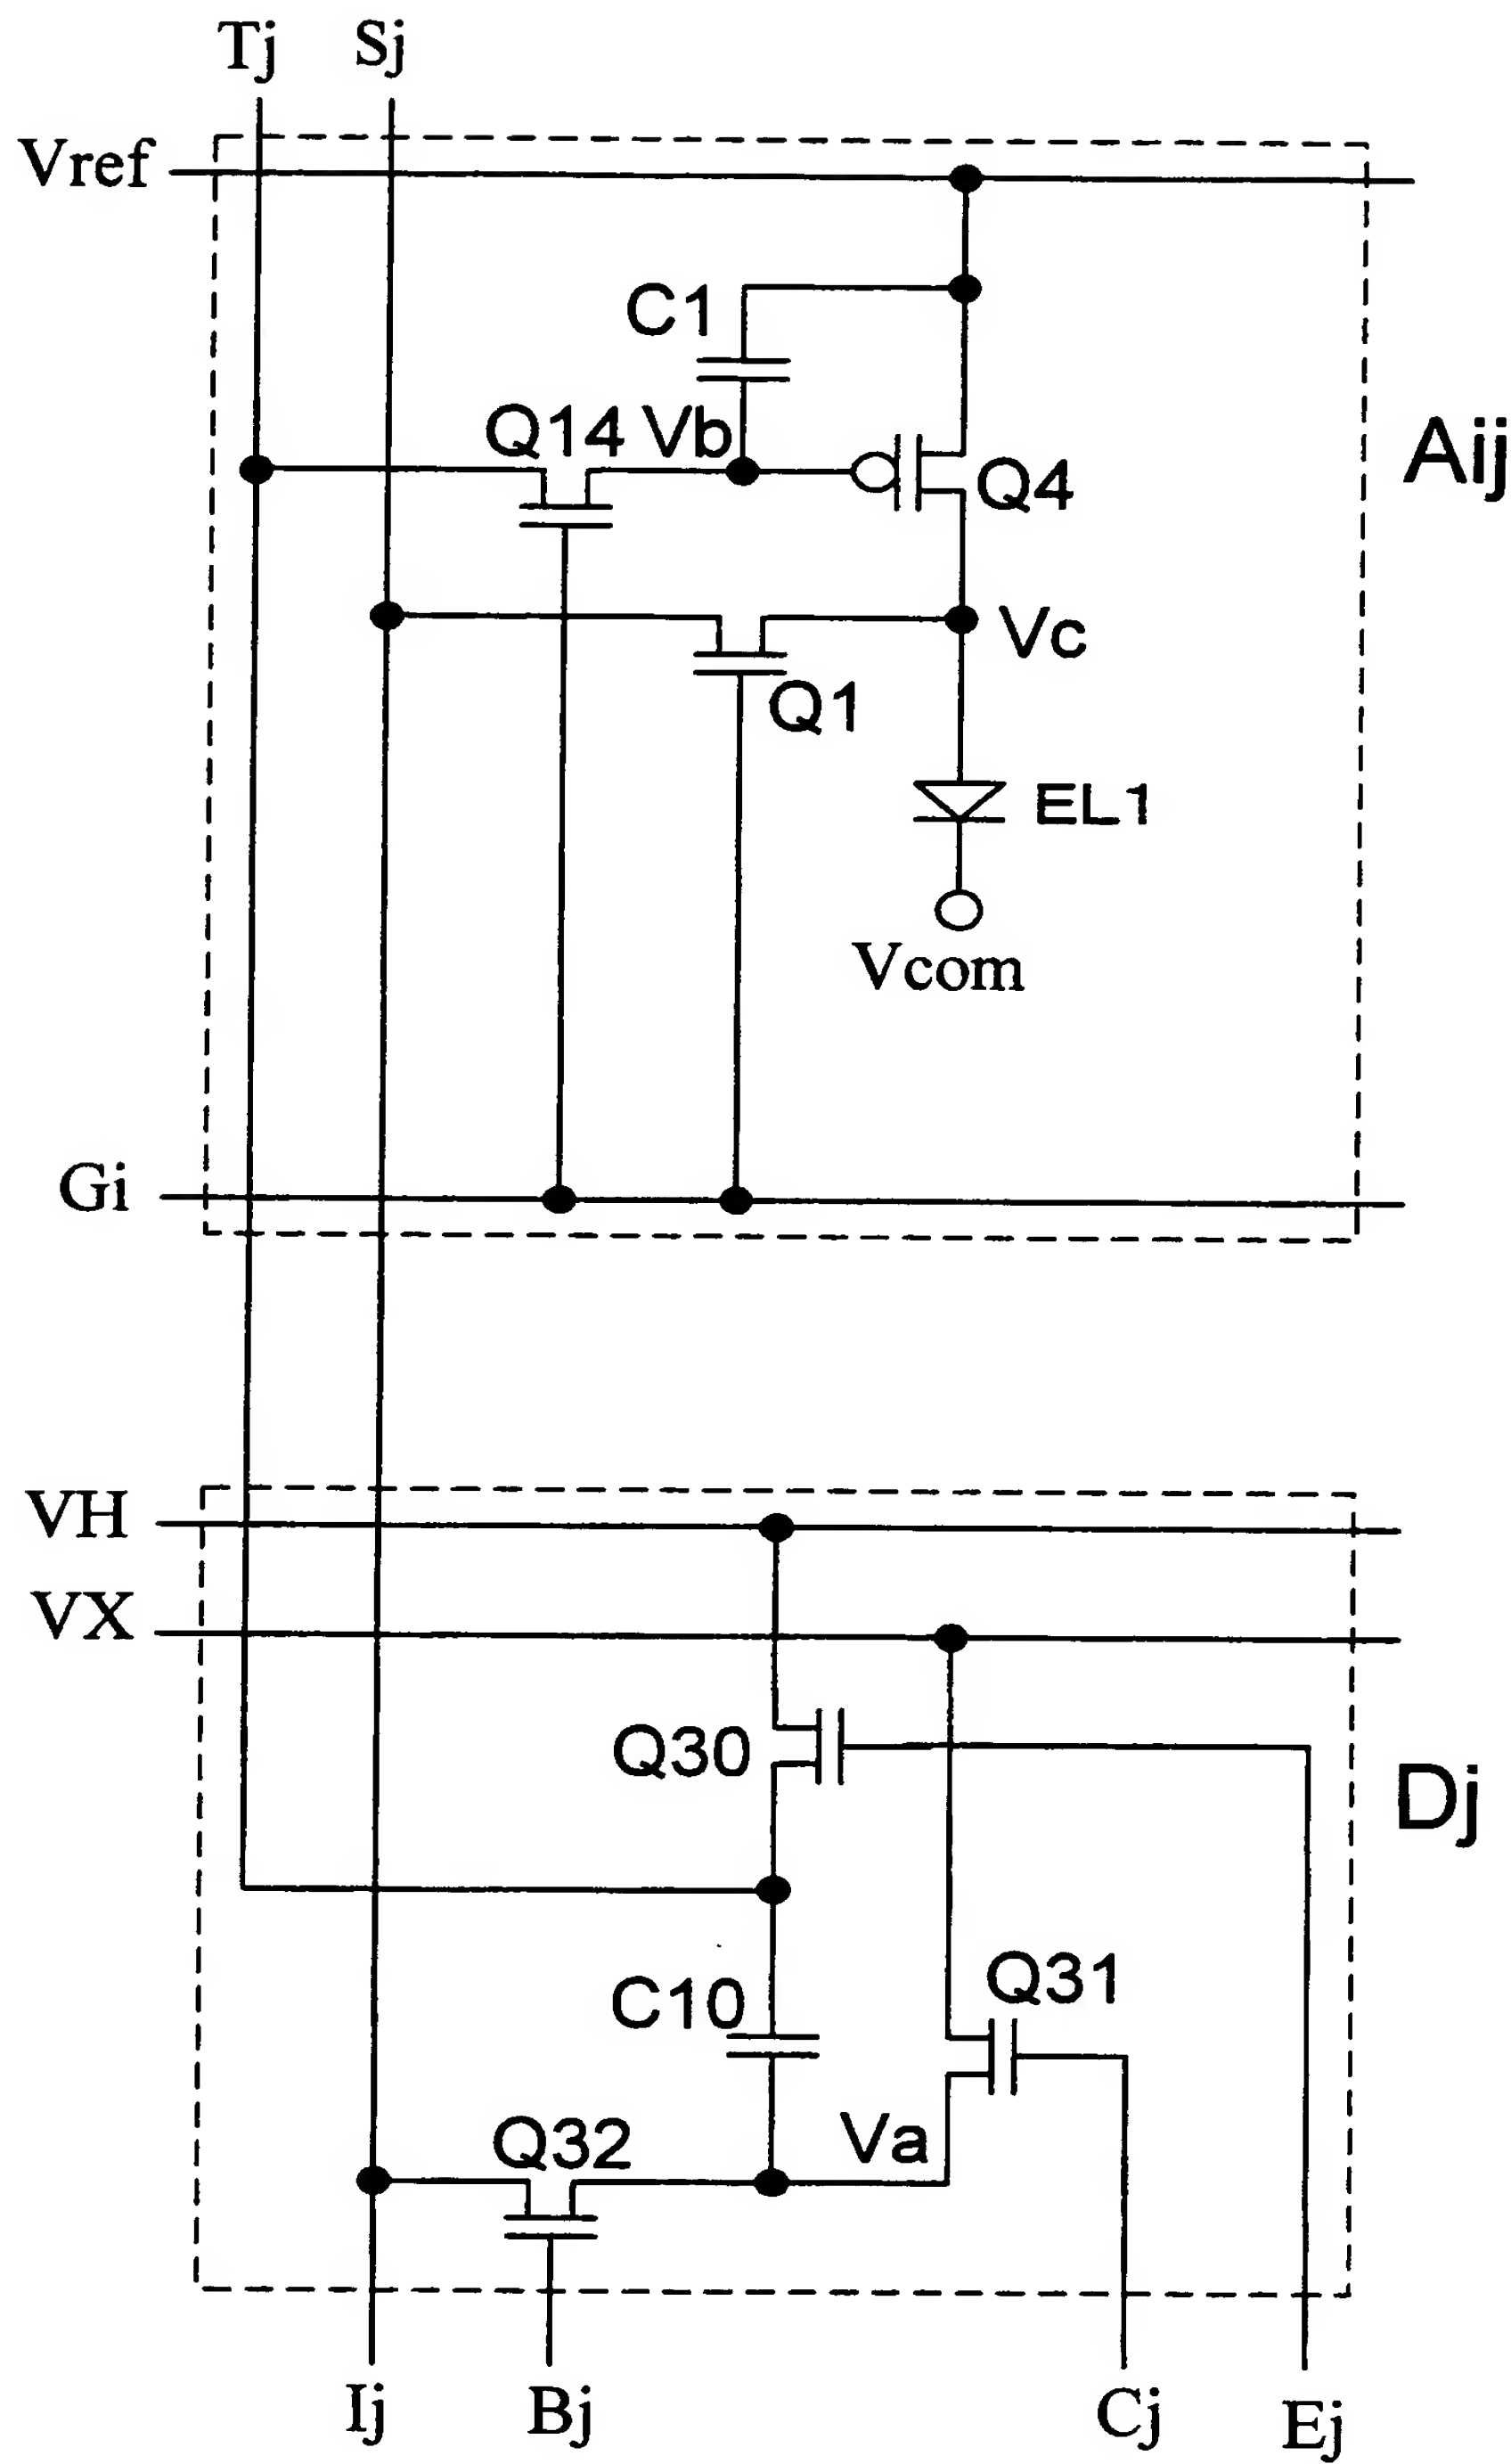 Tj Sj
Vref
C1
Q14 Vb
Q4
Aij
Vc
Q1
EL1
Vcom
Gi
VH
VX
Q30
Dj
Q31
C10
Q32
Va
Ij Bj Cj Ej